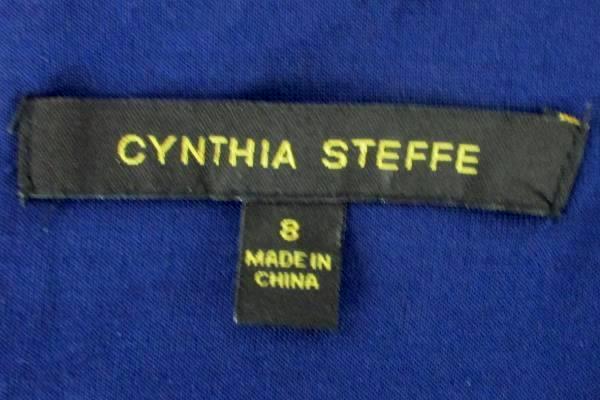 CYNTHIA STEFFE
8
MADE IN
CHINA